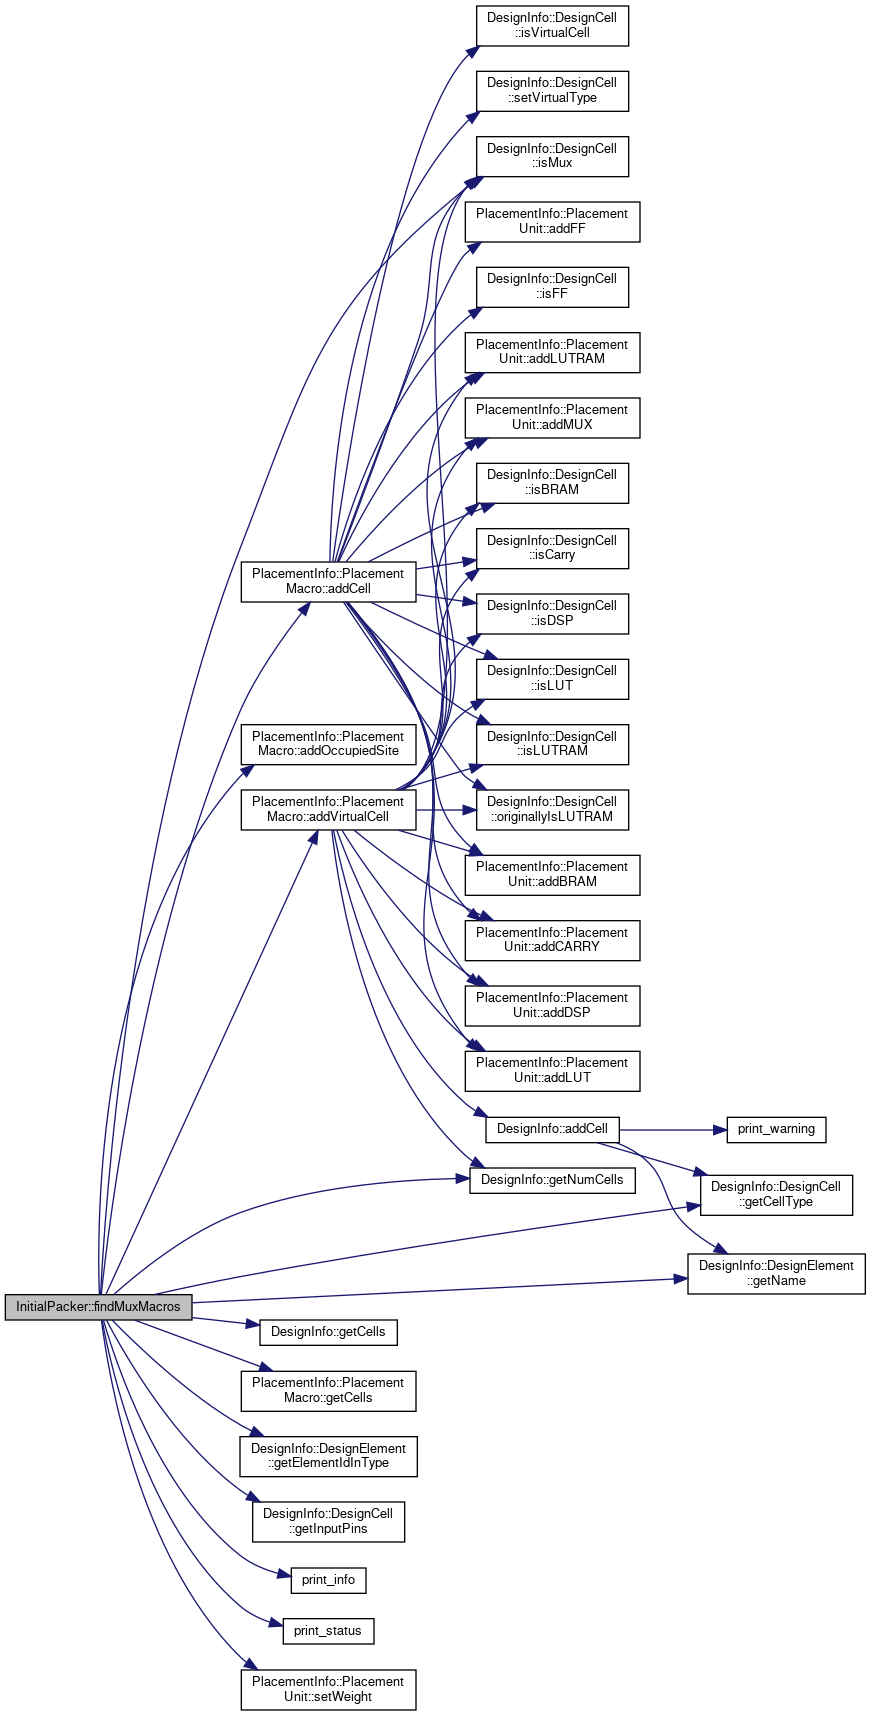 DesignInfo::DesignCell
::isVirtualCell
DesignInfo::DesignCell
::setVirtualType
DesignInfo::DesignCell
::isMux
PlacementInfo::Placement
Unit::addFF
DesignInfo::DesignCell
::isFF
PlacementInfo::Placement
Unit::addLUTRAM
PlacementInfo::Placement
Unit::addMUX
DesignInfo::DesignCell
::isBRAM
DesignInfo::DesignCell
::isCarry
PlacementInfo::Placement
Macro::addCell
DesignInfo::DesignCell
::isDSP
DesignInfo::DesignCell
::isLUT
PlacementInfo::Placement
Macro::addOccupiedSite
DesignInfo::DesignCell
::isLUTRAM
PlacementInfo::Placement
Macro::addVirtualCell
DesignInfo::DesignCell
::originallyIsLUTRAM
PlacementInfo::Placement
Unit::addBRAM
PlacementInfo::Placement
Unit::addCARRY
PlacementInfo::Placement
Unit::addDSP
PlacementInfo::Placement
Unit::addLUT
DesignInfo::addCell
print_warning
DesignInfo::getNumCells
DesignInfo::DesignCell
::getCellType
DesignInfo::DesignElement
::getName
InitialPacker::findMuxMacros
DesignInfo::getCells
PlacementInfo::Placement
Macro::getCells
DesignInfo::DesignElement
::getElementIdInType
DesignInfo::DesignCell
::getInputPins
print_info
print_status
PlacementInfo::Placement
Unit::setWeight